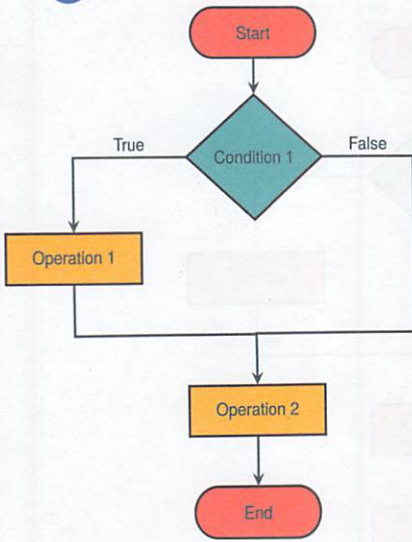 Start
Condition 1
True
False
Operation 1
Operation 2
End